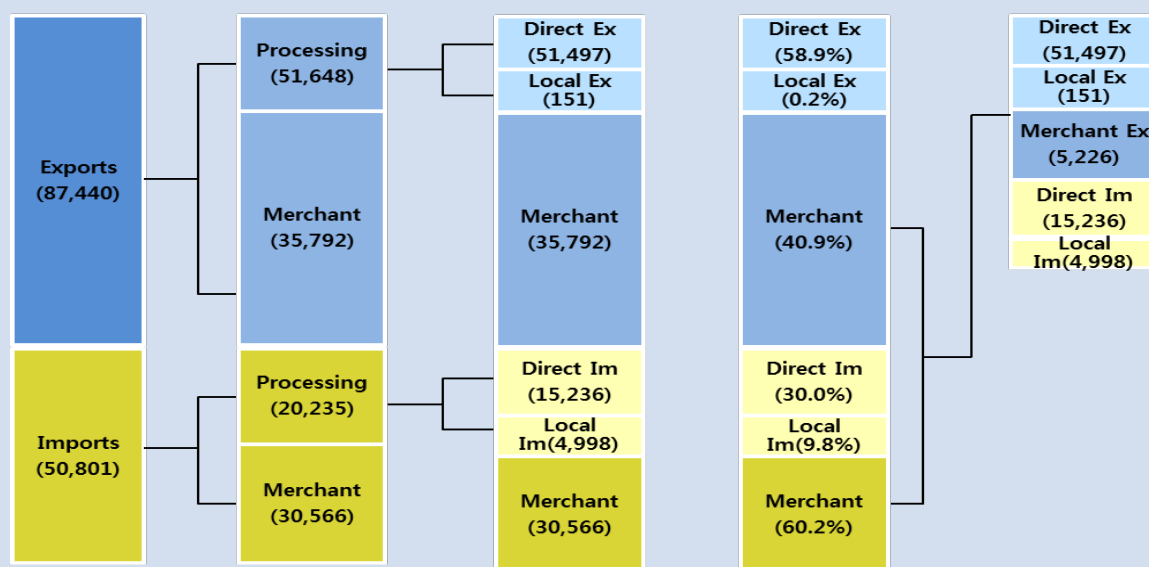 Exports
(87,440)
Imports
(50,801)
Processing
(51,648)
Merchant
(35,792)
Processing
(20,235)
Merchant
(30,566)
Direct Ex
(51,497)
Local Ex
(151)
Merchant
(35,792)
Direct Im
(15,236)
Local
Im(4,998)
Merchant
(30,566)
Direct Ex
(58.9%)
Local Ex
(0.2%)
Merchant
(40.9%)
Direct Im
(30.0%)
Local
Im(9.8%)
Merchant
(60.2%)
Direct Ex
(51,497)
Local Ex
(151)
Merchant Ex
(5,226)
Direct Im
(15,236)
Local
Im(4,998)